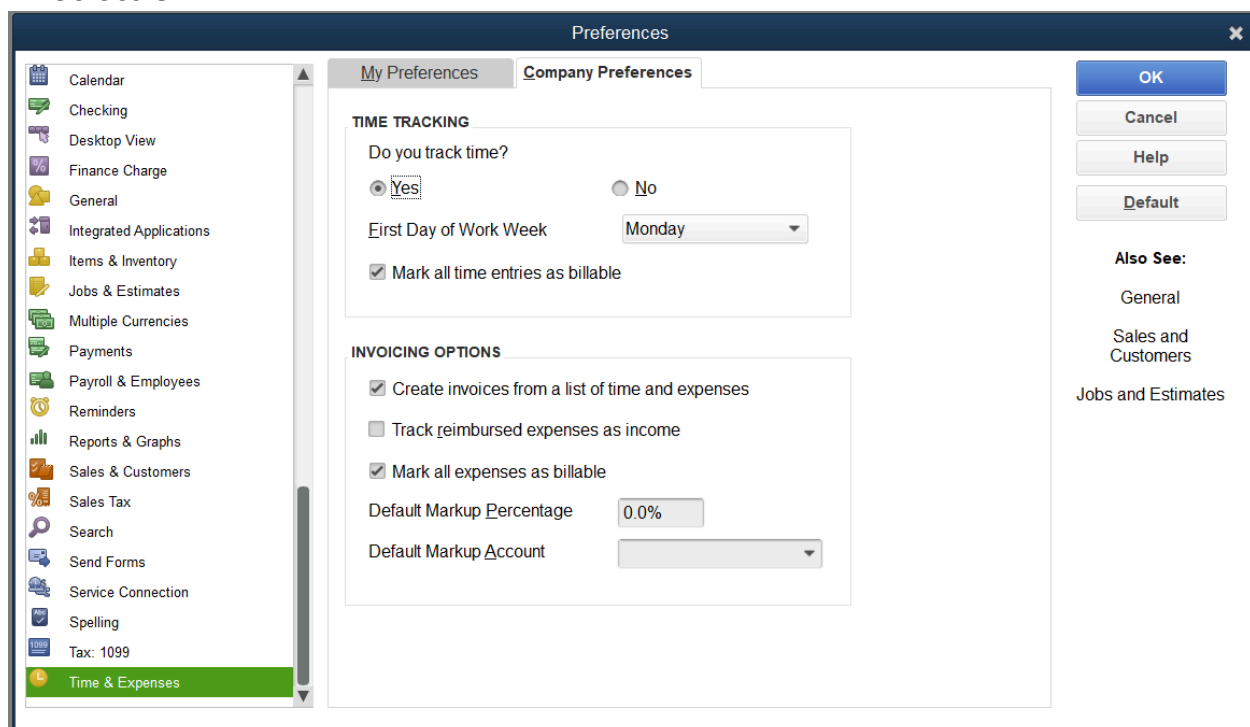 Preferences
Calendar
Checking
Desktop View
Finance Charge
General
Integrated Applications
Items & Inventory
Jobs & Estimates
Multiple Currencies
Payments
Payroll & Employees
Reminders
Reports & Graphs
Sales & Customers
Sales Tax
Search
Send Forms
Service Connection
Spelling
Tax: 1099
Time & Expenses
My Preferences
Company Preferences
TIME TRACKING
Do you track time?
Yes No
First Day of Work Week Monday
Mark all time entries as billable
INVOICING OPTIONS
Create invoices from a list of time and expenses
Track reimbursed expenses as income
Mark all expenses as billable
Default Markup Percentage 0.0%
Default Markup Account
OK
Cancel
Help
Default
Also See:
General
Sales and
Customers
Jobs and Estimates